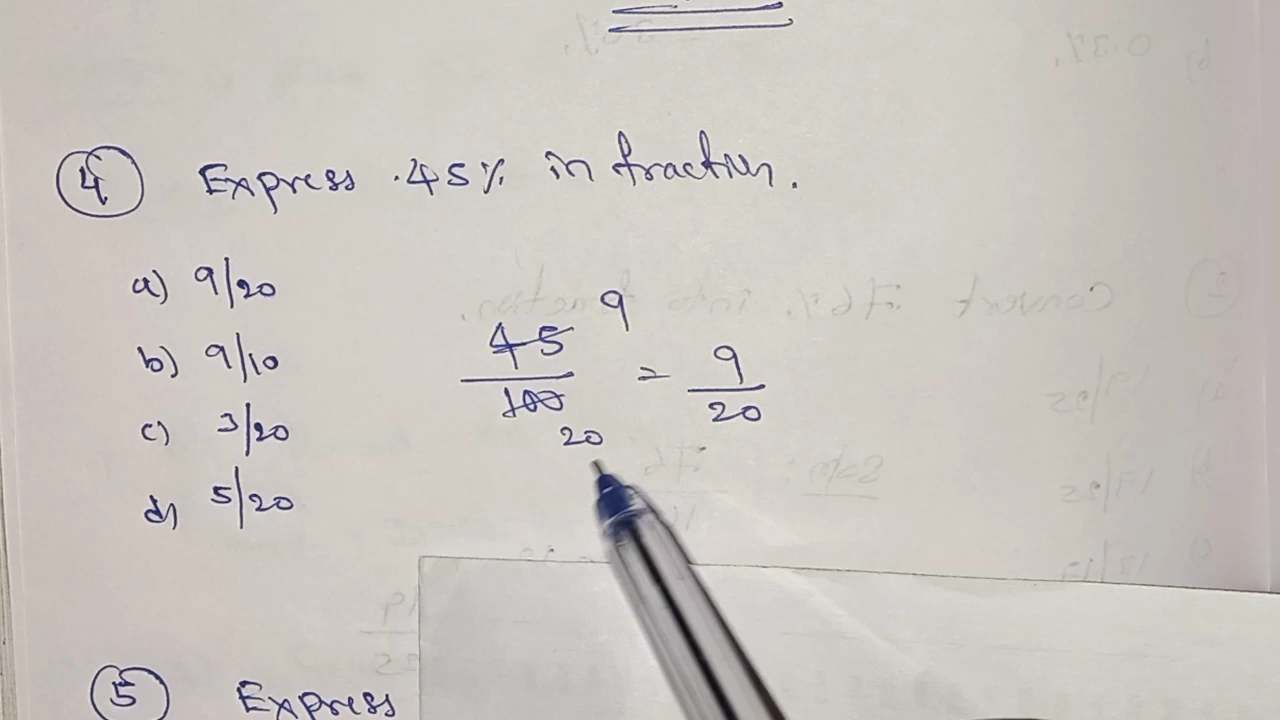 ④ Express .45% in fraction.
a) 9/20
b) 9/10
c) 3/20
d) 5/20
45 9
100 20
= 9/20
⑤ Express